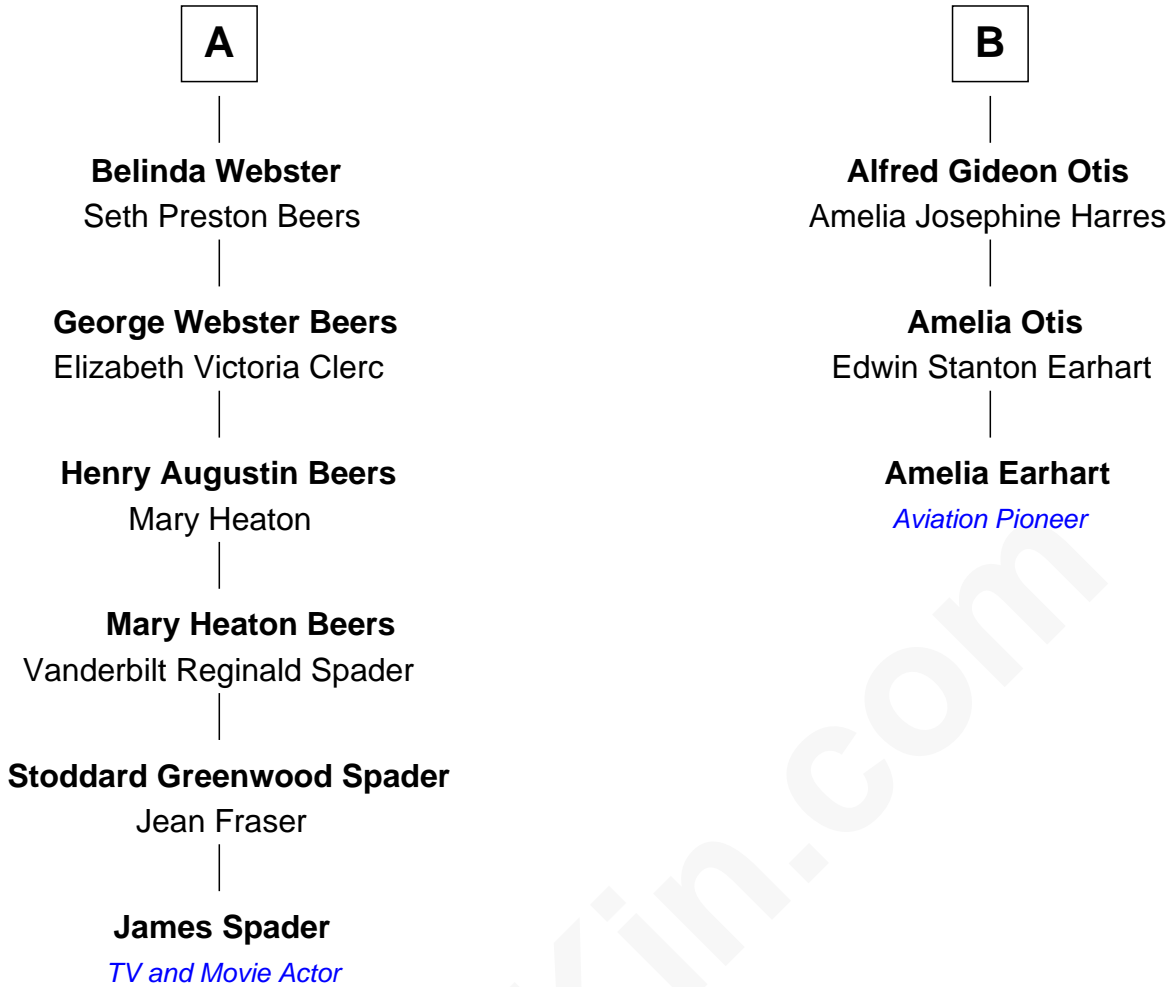 A
Belinda Webster
Seth Preston Beers
George Webster Beers
Elizabeth Victoria Clerc
Henry Augustin Beers
Mary Heaton
Mary Heaton Beers
Vanderbilt Reginald Spader
Stoddard Greenwood Spader
Jean Fraser
James Spader
TV and Movie Actor
B
Alfred Gideon Otis
Amelia Josephine Harres
Amelia Otis
Edwin Stanton Earhart
Amelia Earhart
Aviation Pioneer
Kin.com